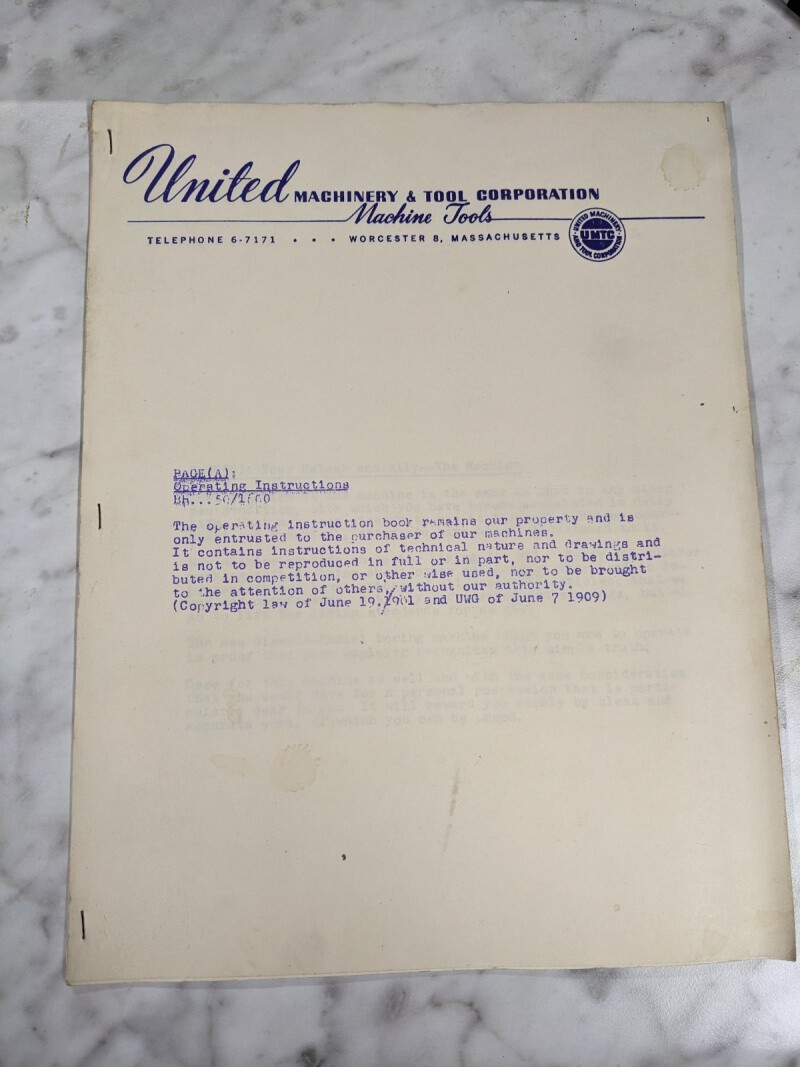 United MACHINERY & TOOL CORPORATION
Machine Tools
TELEPHONE 6-7171 • • • WORCESTER 8, MASSACHUSETTS
UNITED MACHINERY
UMTC
AND TOOL CORPORATION
PAGE(A):
Operating Instructions
The operating instruction book remains our property and is
only entrusted to the purchaser of our machines.
It contains instructions of technical nature and drawings and
is not to be reproduced in full or in part, nor to be distri-
buted in competition, or other wise used, nor to be brought
to the attention of others, without our authority.
(Copyright law of June 19. 1901 and UWG of June 7 1909)